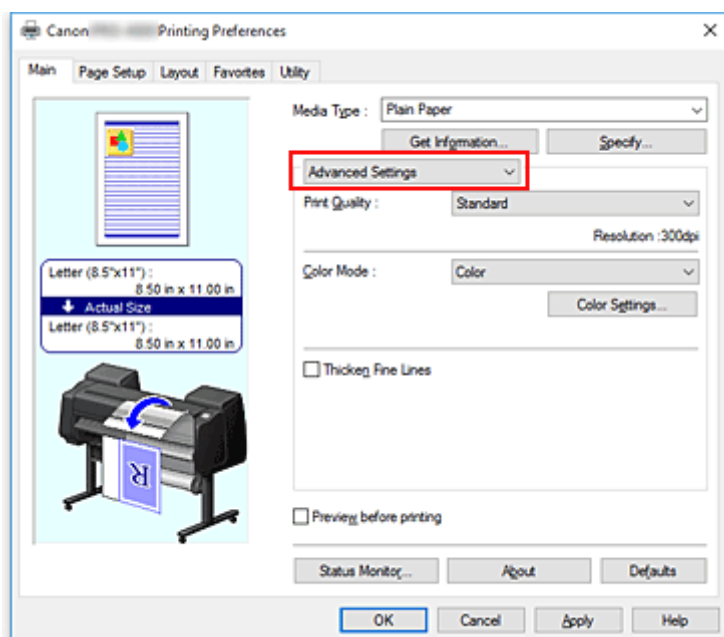 Canon Printing Preferences
Main Page Setup Layout Favorites Utility
Media Type : Plain Paper
Get Information... Specify...
Advanced Settings
Print Quality : Standard
Resolution :300dpi
Color Mode : Color
Color Settings...
Thicken Fine Lines
Letter (8.5"x11") :
8.50 in x 11.00 in
Actual Size
Letter (8.5"x11") :
8.50 in x 11.00 in
R
Preview before printing
Status Monitor... About Defaults
OK Cancel Apply Help